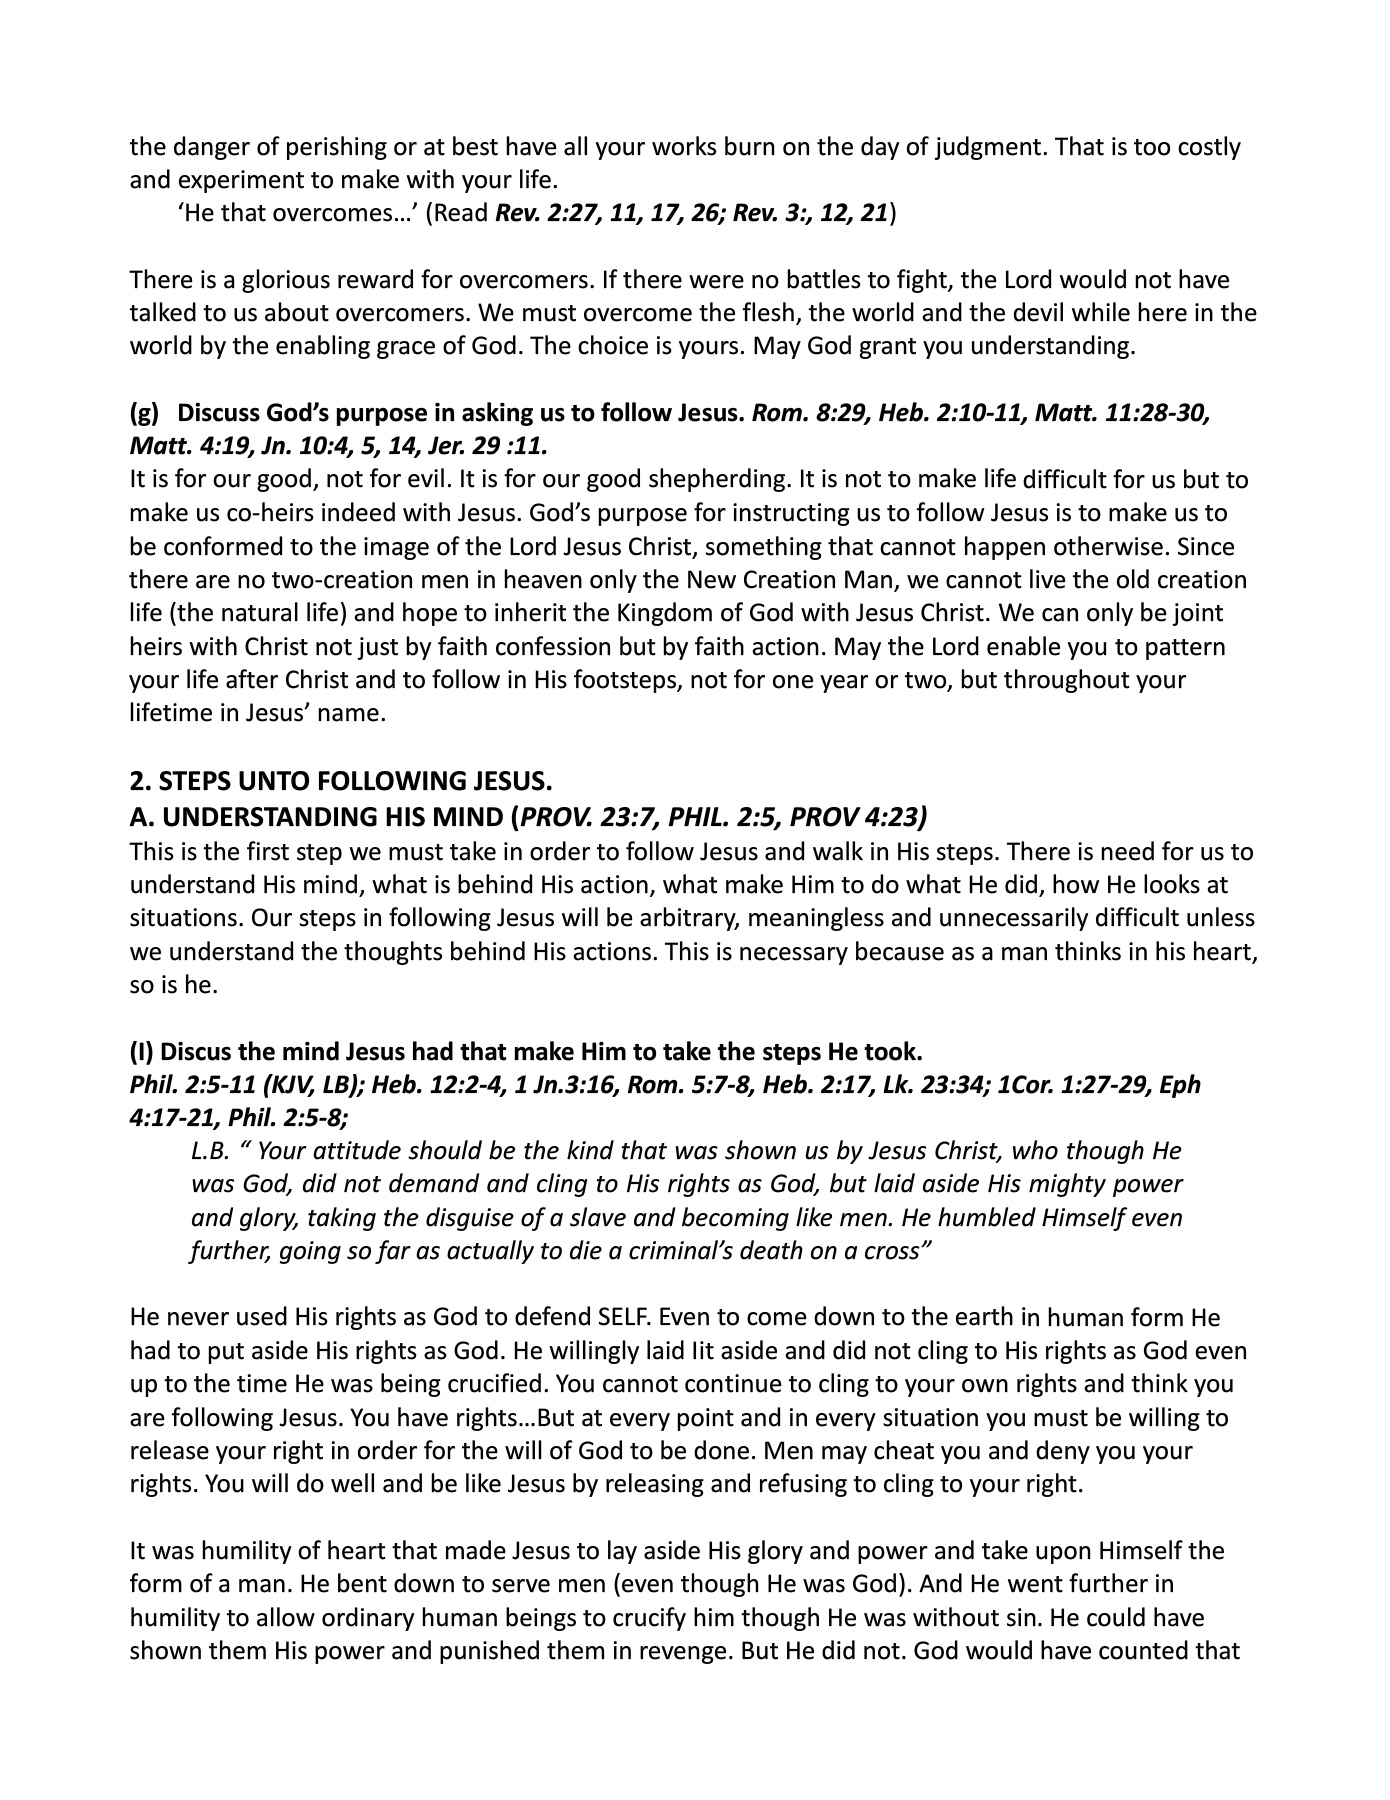 the danger of perishing or at best have all your works burn on the day of judgment. That is too costly
and experiment to make with your life.
‘He that overcomes…’ (Read Rev. 2:27, 11, 17, 26; Rev. 3:, 12, 21)
There is a glorious reward for overcomers. If there were no battles to fight, the Lord would not have
talked to us about overcomers. We must overcome the flesh, the world and the devil while here in the
world by the enabling grace of God. The choice is yours. May God grant you understanding.
(g) Discuss God’s purpose in asking us to follow Jesus. Rom. 8:29, Heb. 2:10-11, Matt. 11:28-30,
Matt. 4:19, Jn. 10:4, 5, 14, Jer. 29 :11.
It is for our good, not for evil. It is for our good shepherding. It is not to make life difficult for us but to
make us co-heirs indeed with Jesus. God’s purpose for instructing us to follow Jesus is to make us to
be conformed to the image of the Lord Jesus Christ, something that cannot happen otherwise. Since
there are no two-creation men in heaven only the New Creation Man, we cannot live the old creation
life (the natural life) and hope to inherit the Kingdom of God with Jesus Christ. We can only be joint
heirs with Christ not just by faith confession but by faith action. May the Lord enable you to pattern
your life after Christ and to follow in His footsteps, not for one year or two, but throughout your
lifetime in Jesus’ name.
2. STEPS UNTO FOLLOWING JESUS.
A. UNDERSTANDING HIS MIND (PROV. 23:7, PHIL. 2:5, PROV 4:23)
This is the first step we must take in order to follow Jesus and walk in His steps. There is need for us to
understand His mind, what is behind His action, what make Him to do what He did, how He looks at
situations. Our steps in following Jesus will be arbitrary, meaningless and unnecessarily difficult unless
we understand the thoughts behind His actions. This is necessary because as a man thinks in his heart,
so is he.
(I) Discus the mind Jesus had that make Him to take the steps He took.
Phil. 2:5-11 (KJV, LB); Heb. 12:2-4, 1 Jn.3:16, Rom. 5:7-8, Heb. 2:17, Lk. 23:34; 1Cor. 1:27-29, Eph
4:17-21, Phil. 2:5-8;
L.B. “ Your attitude should be the kind that was shown us by Jesus Christ, who though He
was God, did not demand and cling to His rights as God, but laid aside His mighty power
and glory, taking the disguise of a slave and becoming like men. He humbled Himself even
further, going so far as actually to die a criminal’s death on a cross”
He never used His rights as God to defend SELF. Even to come down to the earth in human form He
had to put aside His rights as God. He willingly laid lit aside and did not cling to His rights as God even
up to the time He was being crucified. You cannot continue to cling to your own rights and think you
are following Jesus. You have rights…But at every point and in every situation you must be willing to
release your right in order for the will of God to be done. Men may cheat you and deny you your
rights. You will do well and be like Jesus by releasing and refusing to cling to your right.
It was humility of heart that made Jesus to lay aside His glory and power and take upon Himself the
form of a man. He bent down to serve men (even though He was God). And He went further in
humility to allow ordinary human beings to crucify him though He was without sin. He could have
shown them His power and punished them in revenge. But He did not. God would have counted that